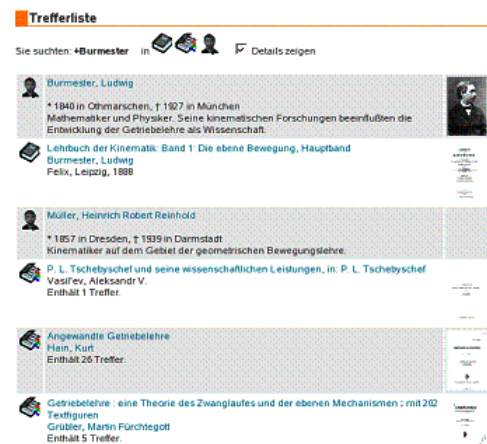 Trefferliste
Sie suchten: +Burmester in Details zeigen
Burmester, Ludwig
* 1840 in Othmarschen, † 1927 in München
Mathematiker und Physiker. Seine kinematischen Forschungen beeinflußten die
Entwicklung der Getriebelehre als Wissenschaft.
Lehrbuch der Kinematik: Band 1: Die ebene Bewegung, Hauptband
Burmester, Ludwig
Felix, Leipzig, 1888
Müller, Heinrich Robert Reinhold
* 1857 in Dresden, † 1939 in Darmstadt
Kinematiker auf dem Gebiet der geometrischen Bewegungslehre.
P. L. Tschebyschef und seine wissenschaftlichen Leistungen, in: P. L. Tschebyschef
Vasil'ev, Aleksandr V.
Enthält 1 Treffer.
Angewandte Getriebelehre
Hain, Kurt
Enthält 26 Treffer.
Getriebelehre : eine Theorie des Zwanglaufes und der ebenen Mechanismen ; mit 202
Textfiguren
Grübler, Martin Fürchtegott
Enthält 5 Treffer.